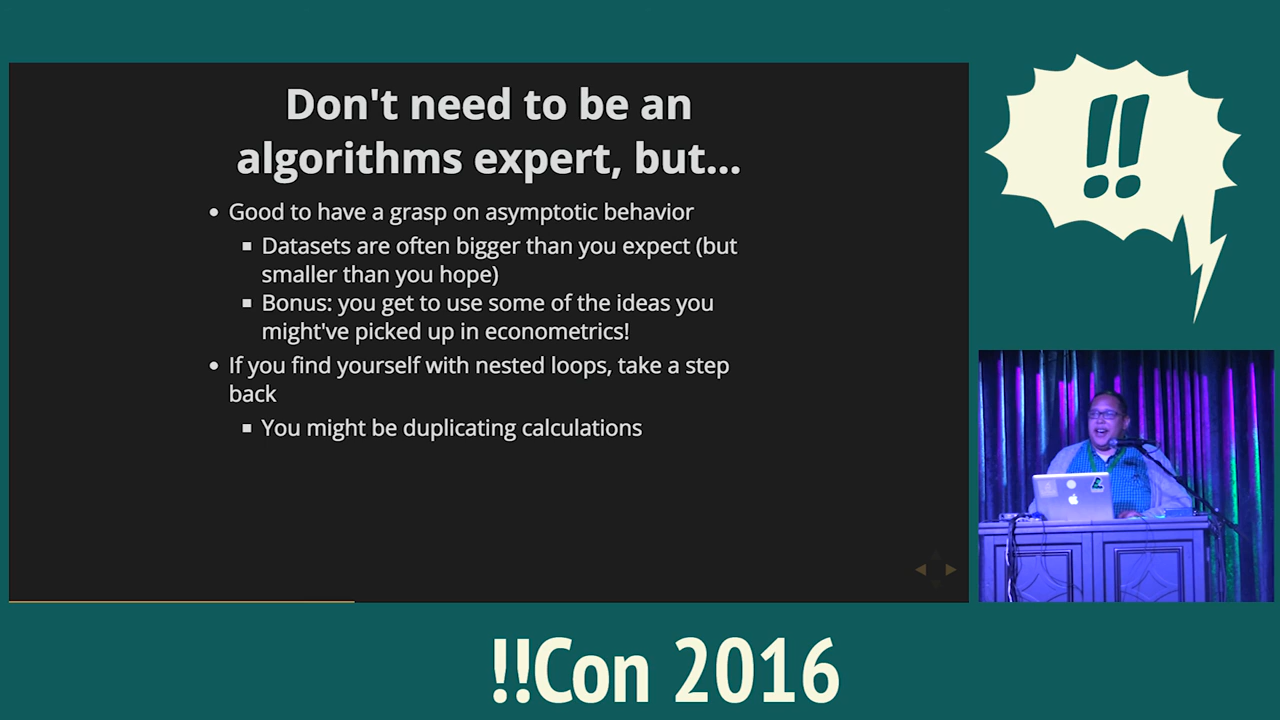 Don't need to be an
algorithms expert, but...
Good to have a grasp on asymptotic behavior
Datasets are often bigger than you expect (but
smaller than you hope)
Bonus: you get to use some of the ideas you
might've picked up in econometrics!
If you find yourself with nested loops, take a step
back
You might be duplicating calculations
!!
!!Con 2016